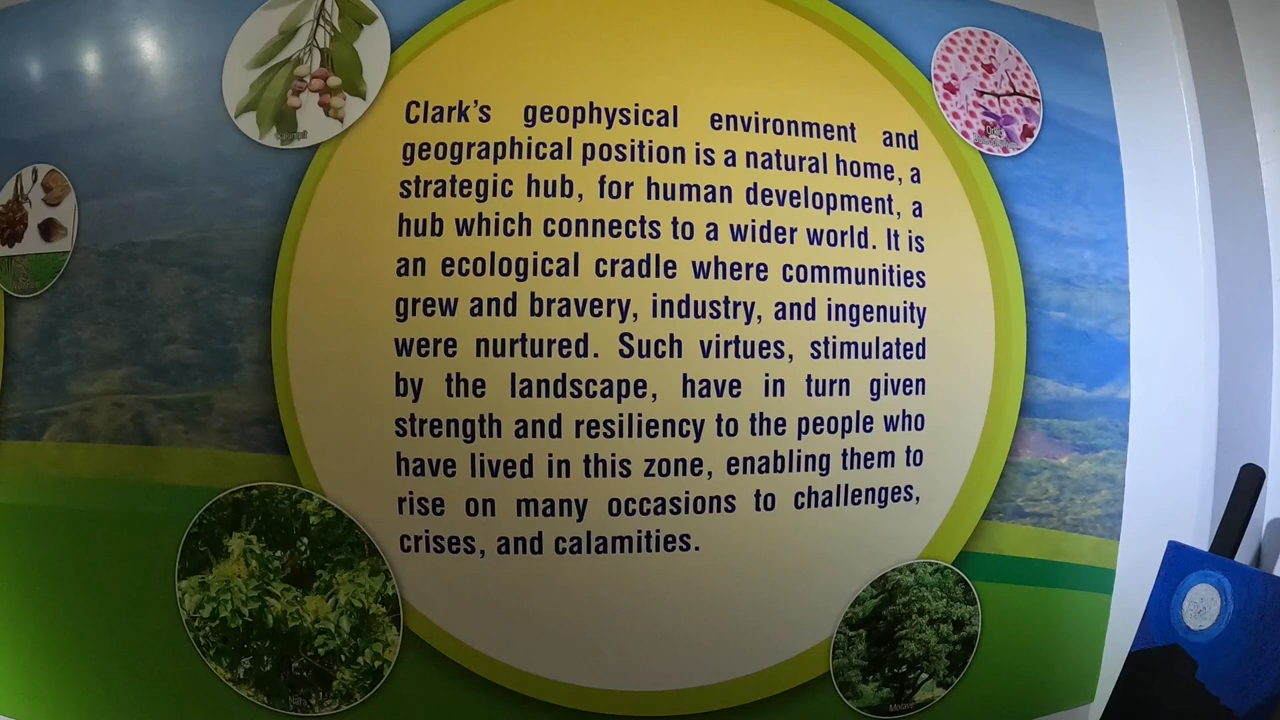 Clark's geophysical environment and
geographical position is a natural home, a
strategic hub, for human development, a
hub which connects to a wider world. It is
an ecological cradle where communities
grew and bravery, industry, and ingenuity
were nurtured. Such virtues, stimulated
by the landscape, have in turn given
strength and resiliency to the people who
have lived in this zone, enabling them to
rise on many occasions to challenges,
crises, and calamities.
Narra
Molave